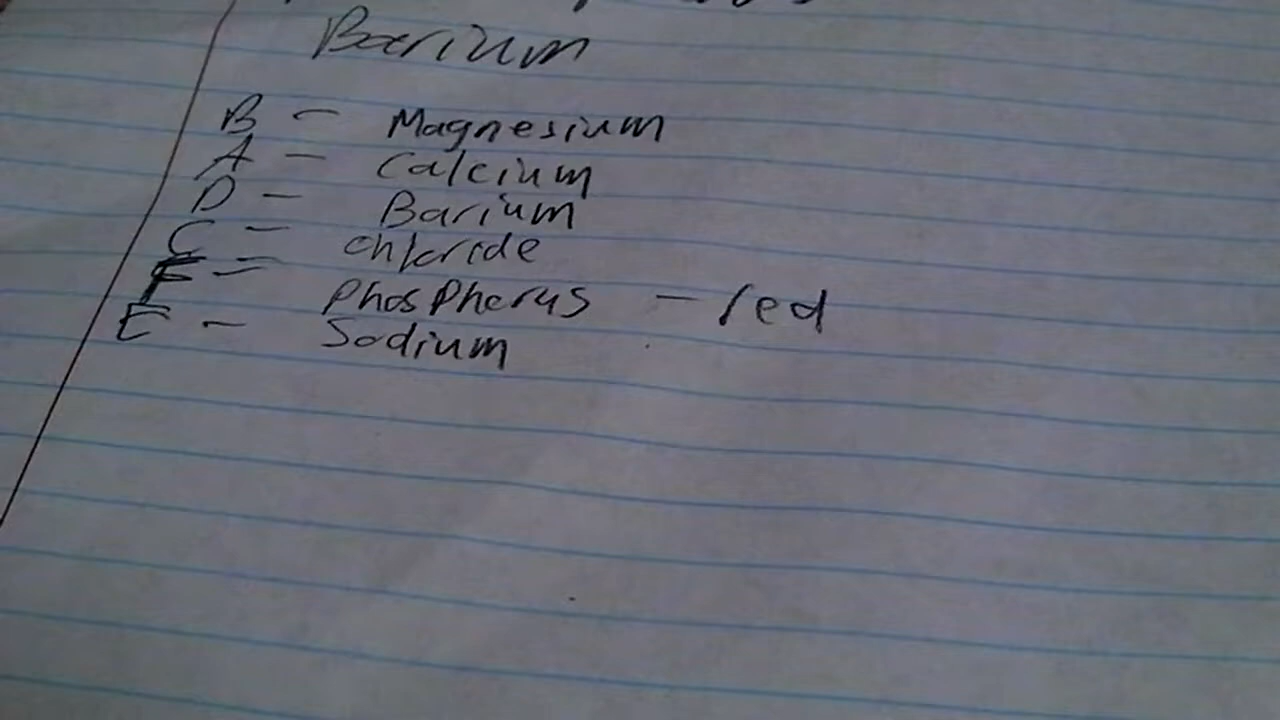 Barium
B - Magnesium
A - Calcium
D - Barium
C - Chloride
F - Phospherus - red
E - Sodium